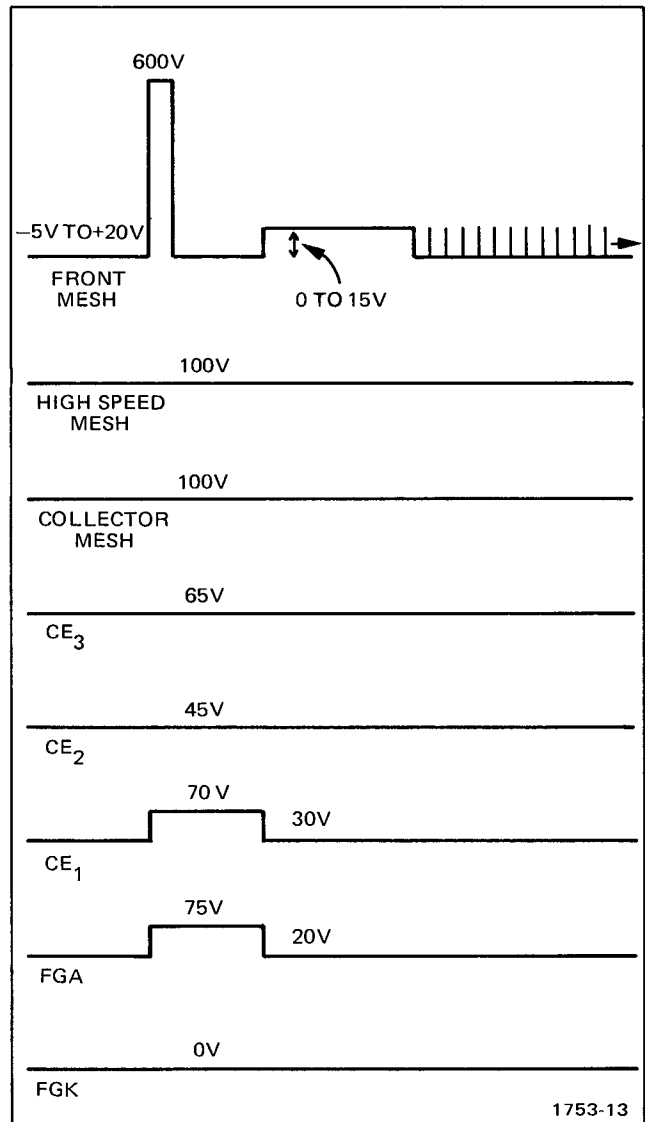 600V
−5V TO+20V
FRONT
MESH
0 TO 15V
100V
HIGH SPEED
MESH
100V
COLLECTOR
MESH
65V
CE3
45V
CE2
70 V
30V
CE1
75V
20V
FGA
0V
FGK
1753-13